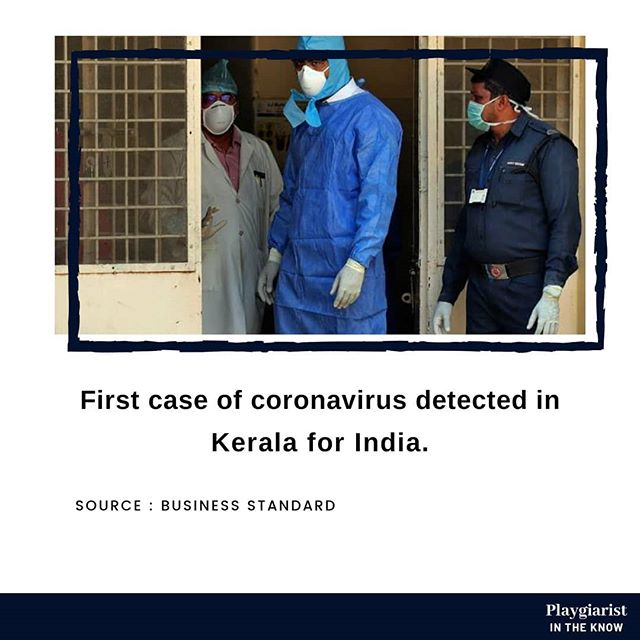 First case of coronavirus detected in
Kerala for India.
SOURCE : BUSINESS STANDARD
Playgiarist
IN THE KNOW